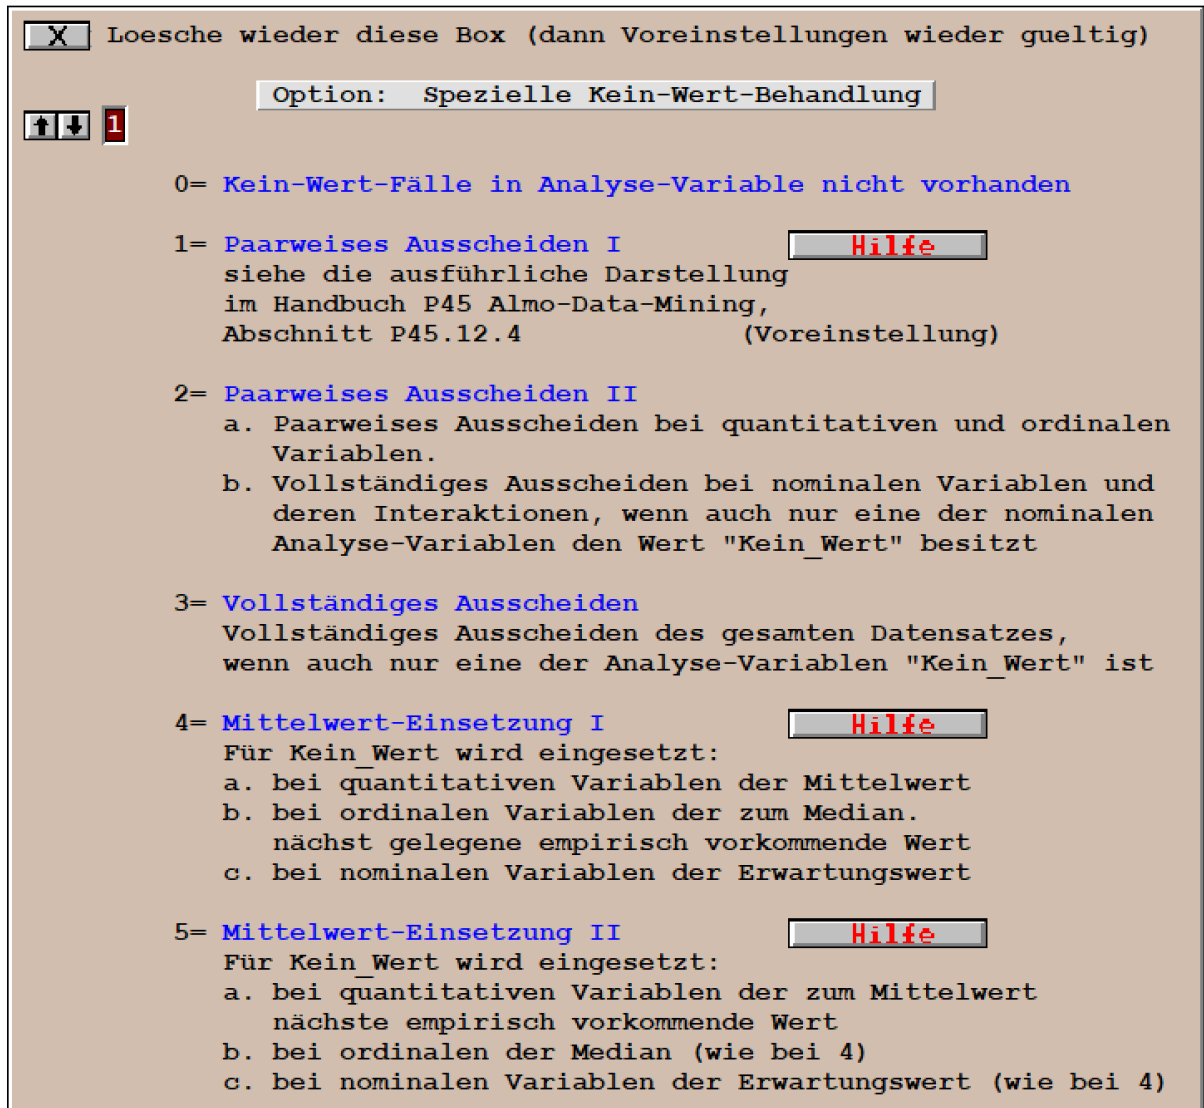 X Loesche wieder diese Box (dann Voreinstellungen wieder gueltig)
Option: Spezielle Kein-Wert-Behandlung
1
0= Kein-Wert-Fälle in Analyse-Variable nicht vorhanden
1= Paarweises Ausscheiden I Hilfe
siehe die ausführliche Darstellung
im Handbuch P45 Almo-Data-Mining,
Abschnitt P45.12.4 (Voreinstellung)
2= Paarweises Ausscheiden II
a. Paarweises Ausscheiden bei quantitativen und ordinalen
Variablen.
b. Vollständiges Ausscheiden bei nominalen Variablen und
deren Interaktionen, wenn auch nur eine der nominalen
Analyse-Variablen den Wert "Kein_Wert" besitzt
3= Vollständiges Ausscheiden
Vollständiges Ausscheiden des gesamten Datensatzes,
wenn auch nur eine der Analyse-Variablen "Kein_Wert" ist
4= Mittelwert-Einsetzung I Hilfe
Für Kein_Wert wird eingesetzt:
a. bei quantitativen Variablen der Mittelwert
b. bei ordinalen Variablen der zum Median.
nächst gelegene empirisch vorkommende Wert
c. bei nominalen Variablen der Erwartungswert
5= Mittelwert-Einsetzung II Hilfe
Für Kein_Wert wird eingesetzt:
a. bei quantitativen Variablen der zum Mittelwert
nächste empirisch vorkommende Wert
b. bei ordinalen der Median (wie bei 4)
c. bei nominalen Variablen der Erwartungswert (wie bei 4)